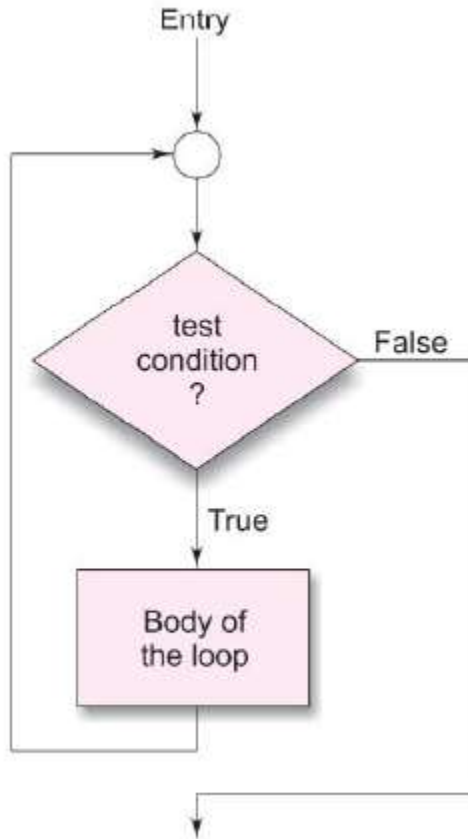 Entry
test
condition
?
False
True
Body of
the loop